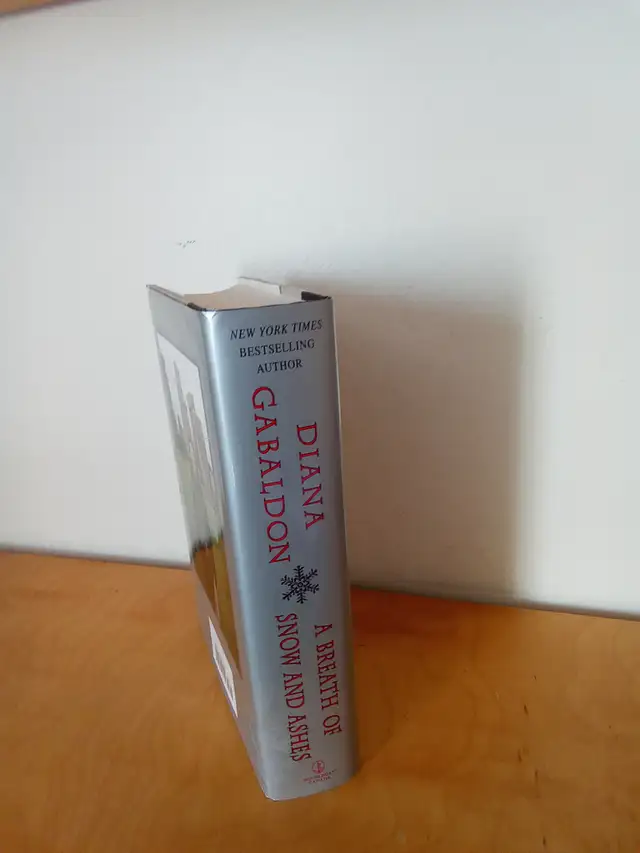 NEW YORK TIMES
BESTSELLING
AUTHOR
DIANA
GABALDON
A BREATH OF
SNOW AND ASHES